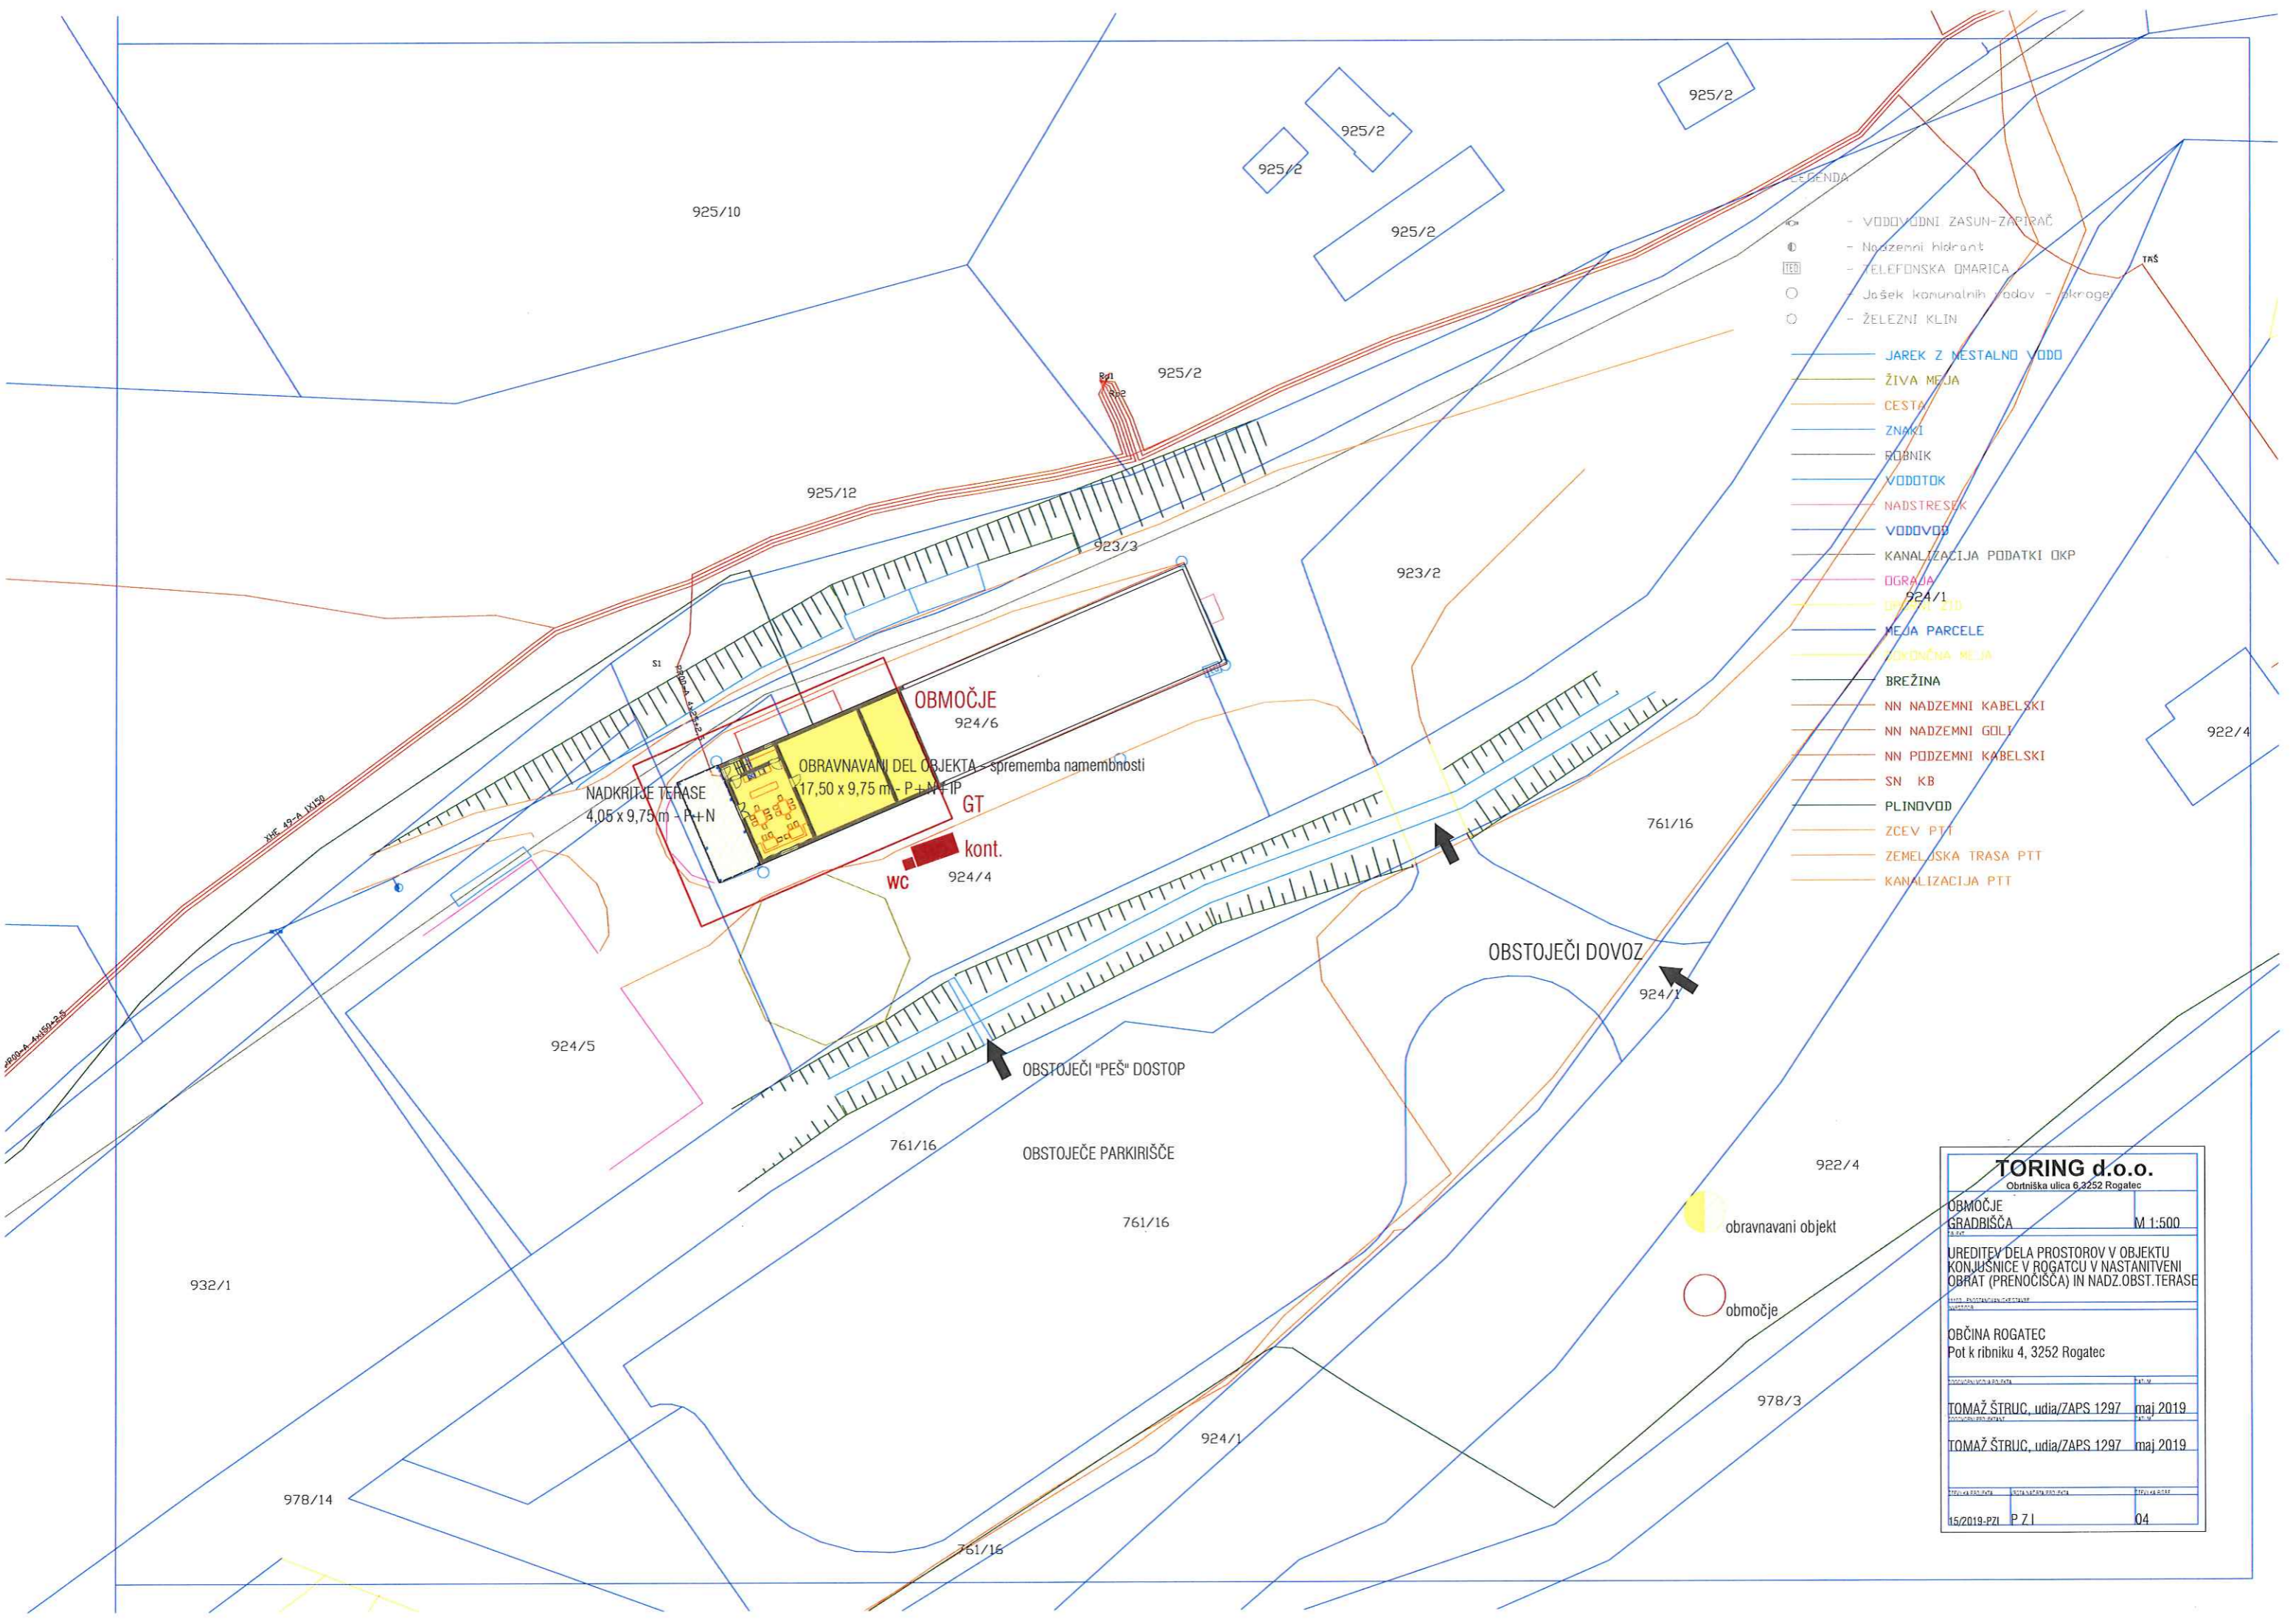 925/2
925/2
925/2
925/2
925/10
LEGENDA
- VODOVODNI ZASUN-ZAPIRAČ
- Nadzemni hidrant
- TELEFONSKA OMARICA
- Jašek komunalnih vodov - okrogel
- ŽELEZNI KLIN
TKŠ
JAREK Z NESTALNO VODO
ŽIVA MEJA
CESTA
ZNAKI
ROBNIK
VODOTOK
NADSTRESEK
VODOVOD
KANALIZACIJA PODATKI OKP
OGRAJA
924/1
MEJA PARCELE
BREŽINA
NN NADZEMNI KABELSKI
NN NADZEMNI GOLI
NN PODZEMNI KABELSKI
SN KB
PLINOVOD
ZCEV PTT
ZEMELJSKA TRASA PTT
KANALIZACIJA PTT
925/2
Rp1
Rp2
925/12
923/3
923/2
S1
922/4
OBMOČJE
924/6
OBRAVNAVANI DEL OBJEKTA - sprememba namembnosti
17,50 x 9,75 m - P+N+IP
NADKRITJE TERASE
4,05 x 9,75 m - P+N
GT
kont.
WC
924/4
XHE 49-A 1X150
761/16
OBSTOJEČI DOVOZ
924/1
924/5
OBSTOJEČI "PEŠ" DOSTOP
761/16
OBSTOJEČE PARKIRIŠČE
761/16
922/4
932/1
obravnavani objekt
območje
978/3
924/1
978/14
761/16
TORING d.o.o.
Obrtniška ulica 6,3252 Rogatec
OBMOČJE
GRADBIŠČA M 1:500
UREDITEV DELA PROSTOROV V OBJEKTU
KONJUŠNICE V ROGATCU V NASTANITVENI
OBRAT (PRENOČIŠČA) IN NADZ.OBST.TERASE
OBČINA ROGATEC
Pot k ribniku 4, 3252 Rogatec
TOMAŽ ŠTRUC, udia/ZAPS 1297 maj 2019
TOMAŽ ŠTRUC, udia/ZAPS 1297 maj 2019
15/2019-PZI P Z I 04